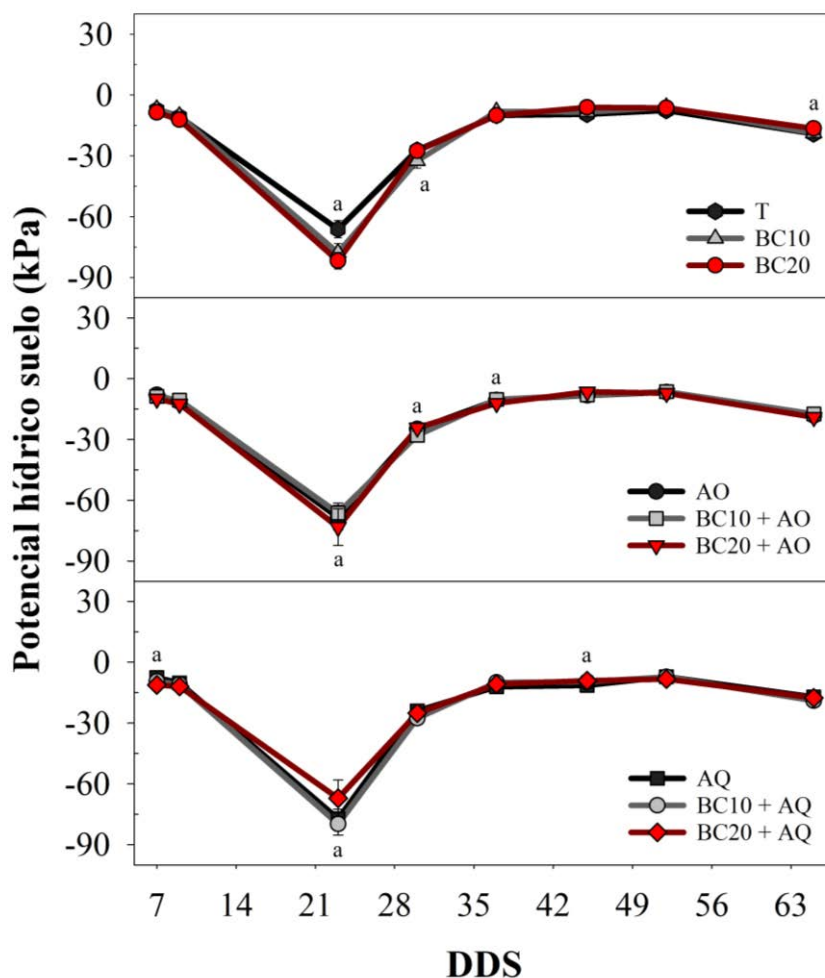 Potencial hídrico suelo (kPa)
30
0
-30
-60
-90
a
a
a
T
BC10
BC20
30
0
-30
-60
-90
a
a
a
AO
BC10 + AO
BC20 + AO
30
0
-30
-60
-90
a
a
a
AQ
BC10 + AQ
BC20 + AQ
7 14 21 28 35 42 49 56 63
DDS